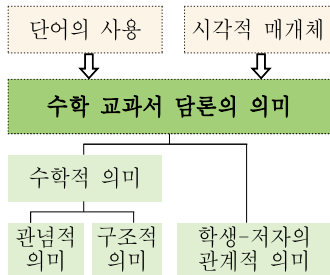 단어의 사용
시각적 매개체
수학 교과서 담론의 의미
수학적 의미
관념적
의미
구조적
의미
학생-저자의
관계적 의미